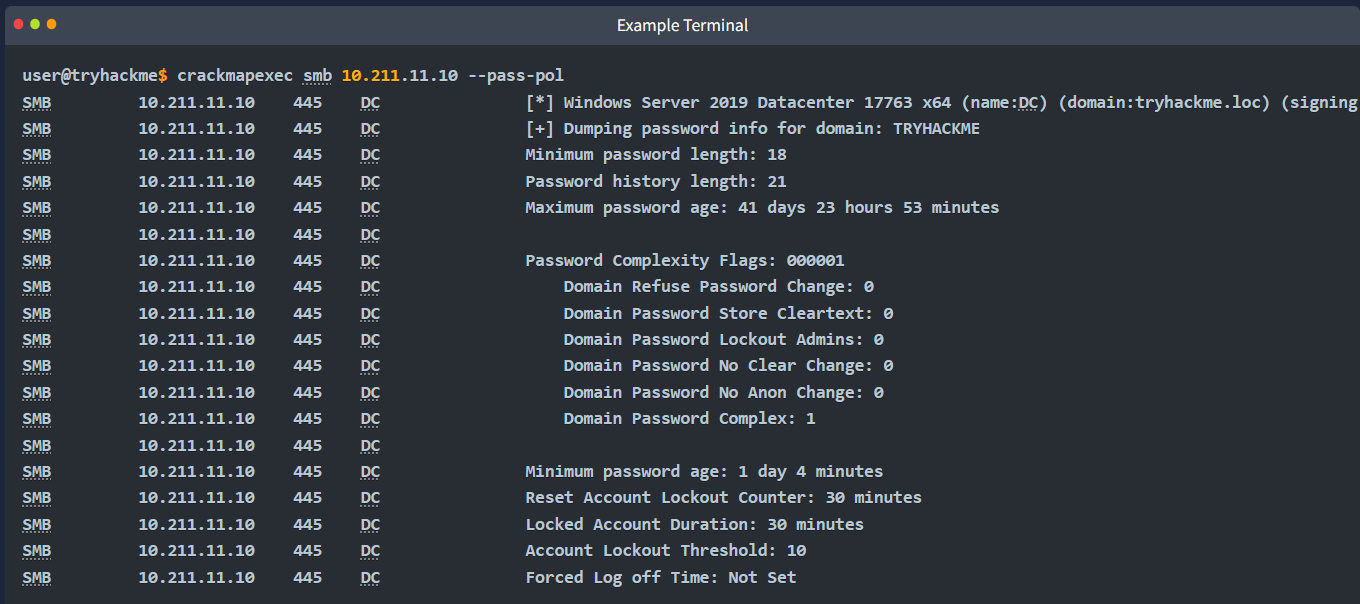 Example Terminal
user@tryhackme$ crackmapexec smb 10.211.11.10 --pass-pol
SMB 10.211.11.10 445 DC [*] Windows Server 2019 Datacenter 17763 x64 (name:DC) (domain:tryhackme.loc) (signing
SMB 10.211.11.10 445 DC [+] Dumping password info for domain: TRYHACKME
SMB 10.211.11.10 445 DC Minimum password length: 18
SMB 10.211.11.10 445 DC Password history length: 21
SMB 10.211.11.10 445 DC Maximum password age: 41 days 23 hours 53 minutes
SMB 10.211.11.10 445 DC
SMB 10.211.11.10 445 DC Password Complexity Flags: 000001
SMB 10.211.11.10 445 DC Domain Refuse Password Change: 0
SMB 10.211.11.10 445 DC Domain Password Store Cleartext: 0
SMB 10.211.11.10 445 DC Domain Password Lockout Admins: 0
SMB 10.211.11.10 445 DC Domain Password No Clear Change: 0
SMB 10.211.11.10 445 DC Domain Password No Anon Change: 0
SMB 10.211.11.10 445 DC Domain Password Complex: 1
SMB 10.211.11.10 445 DC
SMB 10.211.11.10 445 DC Minimum password age: 1 day 4 minutes
SMB 10.211.11.10 445 DC Reset Account Lockout Counter: 30 minutes
SMB 10.211.11.10 445 DC Locked Account Duration: 30 minutes
SMB 10.211.11.10 445 DC Account Lockout Threshold: 10
SMB 10.211.11.10 445 DC Forced Log off Time: Not Set